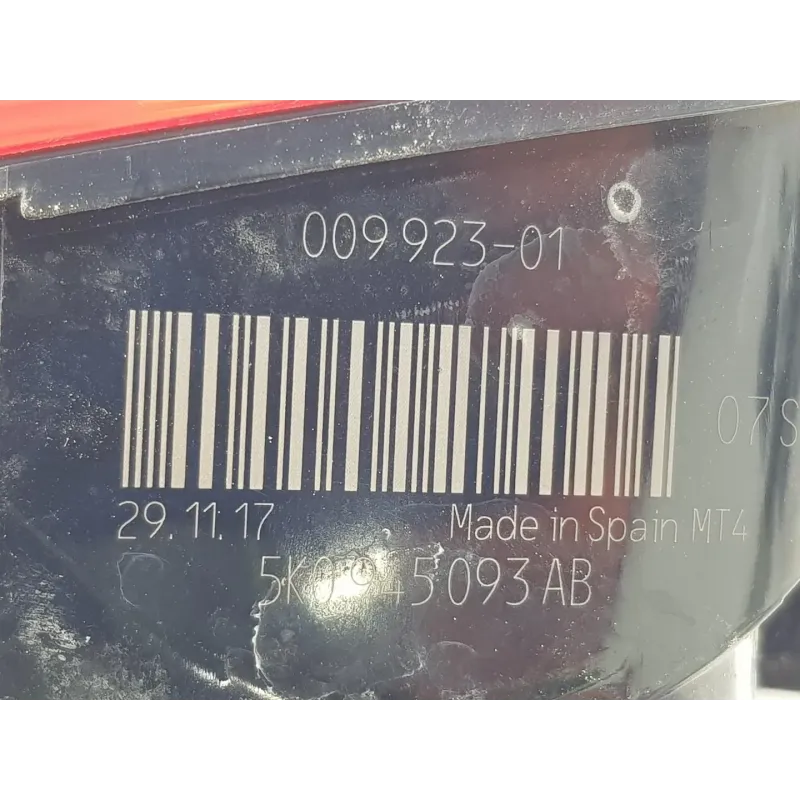 009 923-01
07S
29.11.17 Made in Spain MT4
5K0 945 093 AB